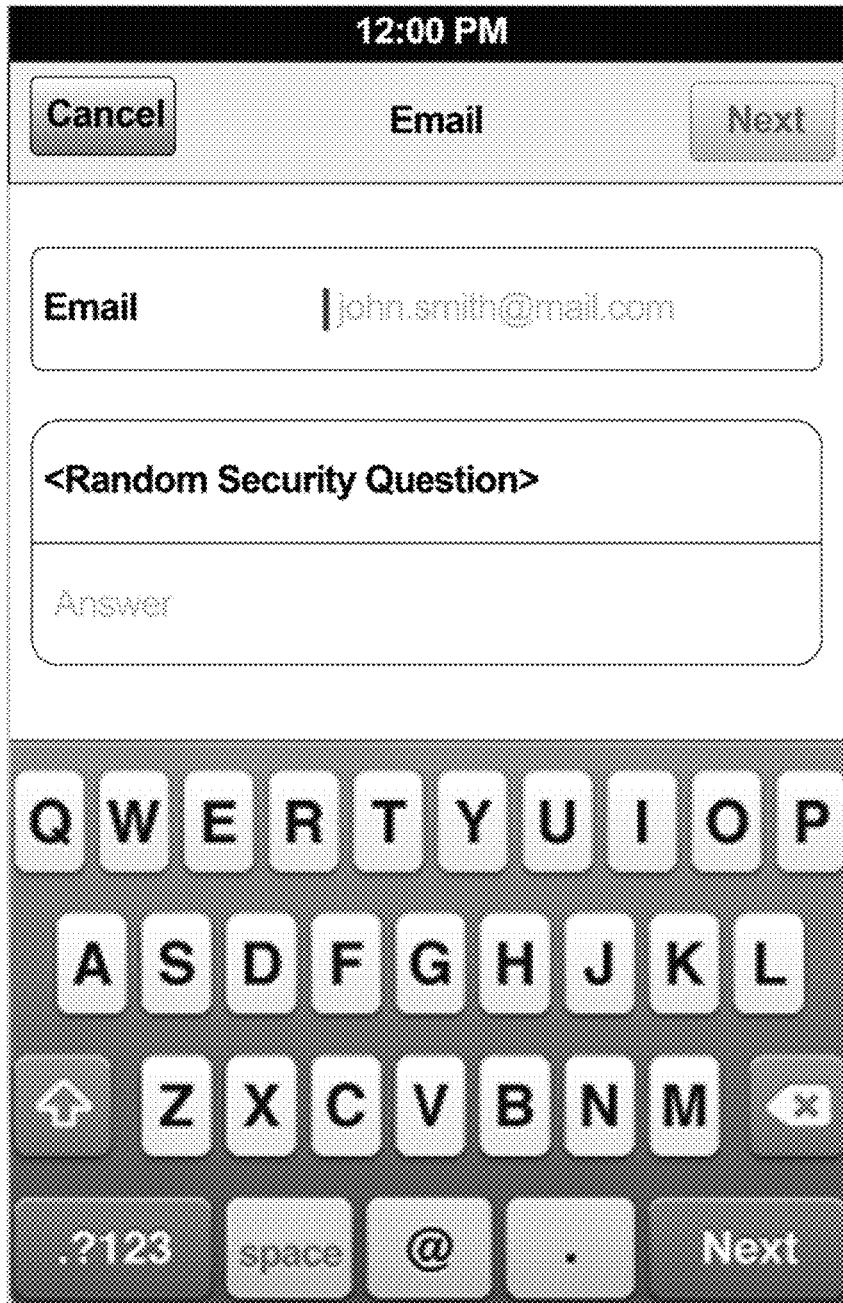 12:00 PM
Cancel Email Next
Email john.smith@mail.com
<Random Security Question>
Answer
Q W E R T Y U I O P
A S D F G H J K L
Z X C V B N M
.?123 space @ . Next